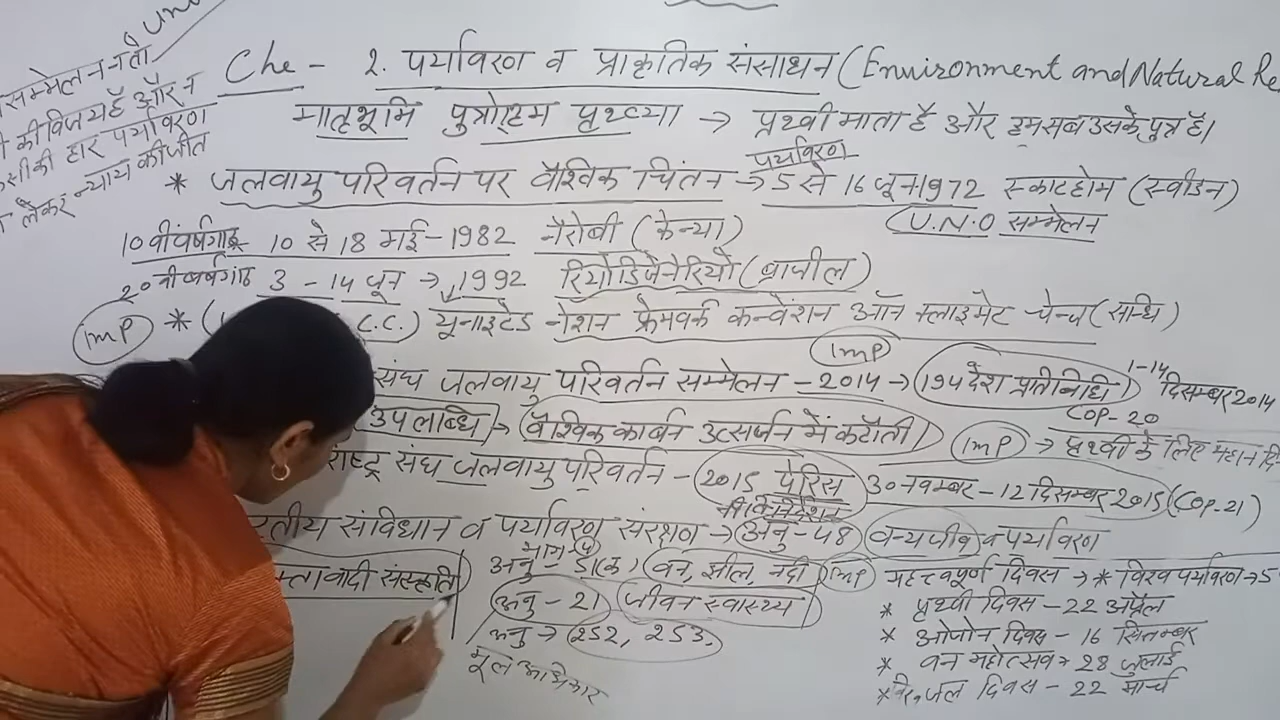 सम्मेलन न तो
की विजय है और न
किसी की हार पर्यावरण
लेकर न्याय की जीत
Che - 2. पर्यावरण व प्राकृतिक संसाधन (Environment and Natural Re
मातृभूमि पुत्रोहम पृथ्व्या → प्रथ्वी माता है और हम सब उसके पुत्र है।
पर्यावरण
* जलवायु परिवर्तन पर वैश्विक चिंतन → 5 से 16 जून 1972 स्काटहोम (स्वीडन)
(U.N.O सम्मेलन
10 वी वर्षगाठ 10 से 18 मई - 1982 नैरोबी (केन्या)
20 वी वर्षगाठ 3 - 14 जून → 1992 रियोडिजेनेरियो (ब्राजील)
Imp * ( C.C.) यूनाइटेड नेशन फ्रेमवर्क कन्वेंशन ऑन क्लाइमेट चेन्ज (सन्धि)
Imp
संघ जलवायु परिवर्तन सम्मेलन - 2014 → (194 देश प्रतीनिधि) 1-14 दिसम्बर 2014
COP-20
उपलब्धि → (वैश्विक कार्बन उत्सर्जन में कटौती) Imp → पृथ्वी के लिए महान दि
राष्ट्र संघ जलवायु परिवर्तन - 2015 पेरिस 30 नवम्बर - 12 दिसम्बर 2015 (COP-21)
तीय संविधान व पर्यावरण संरक्षण → अनु - 48 वन्यजीव व पर्यावरण
अनु - 51 (क) वन, झील, नदी
Imp महत्त्वपूर्ण दिवस → * विश्व पर्यावरण → 5
सत्तावादी संस्कृति
अनु - 21 जीवन स्वास्थ्य
* पृथ्वी दिवस - 22 अप्रैल
अनु → 252, 253.
* ओजोन दिवस - 16 सितम्बर
मूल अधिकार
* वन महोत्सव → 28 जुलाई
* जल दिवस - 22 मार्च